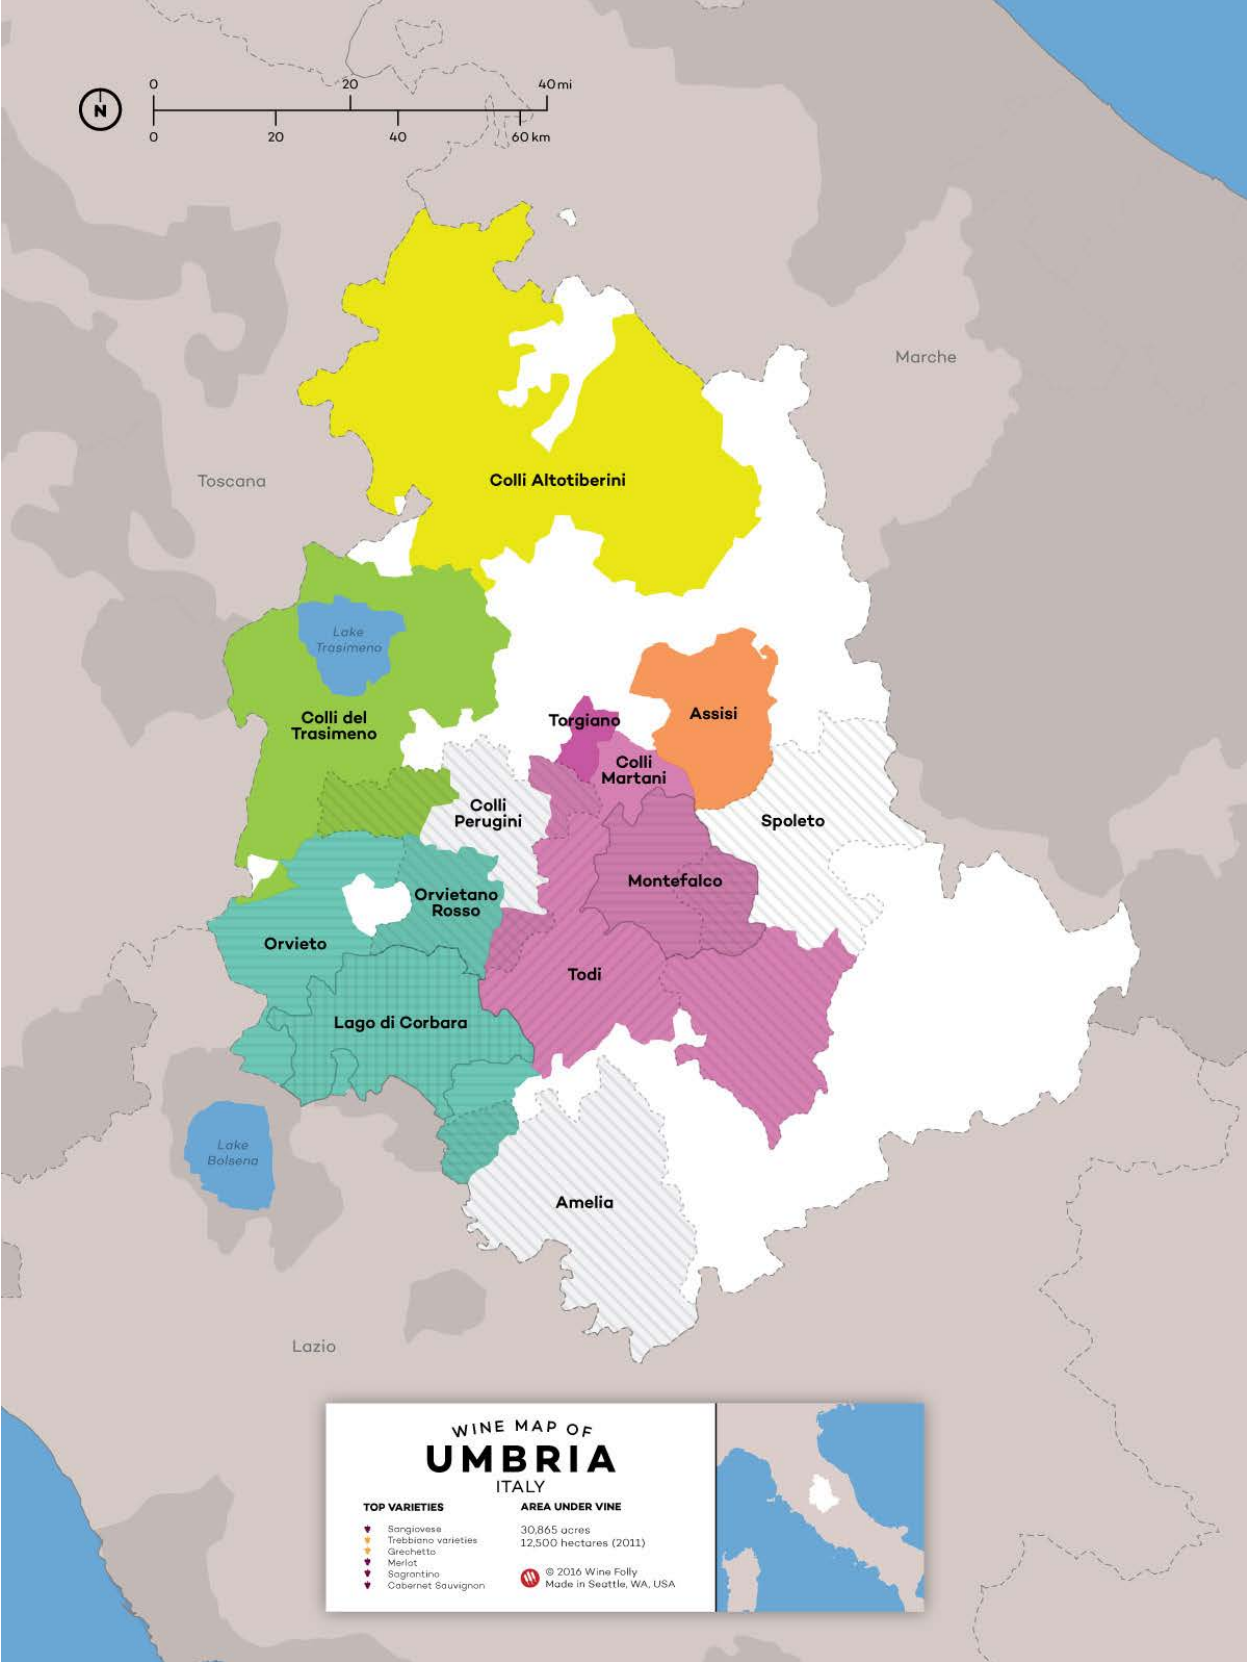 0 20 40 mi
N
0 20 40 60 km
Marche
Colli Altotiberini
Toscana
Lake
Trasimeno
Colli del
Trasimeno
Torgiano
Assisi
Colli
Martani
Colli
Perugini
Spoleto
Montefalco
Orvietano
Rosso
Orvieto
Todi
Lago di Corbara
Lake
Bolsena
Amelia
Lazio
WINE MAP OF
UMBRIA
ITALY
TOP VARIETIES
Sangiovese
Trebbiano varieties
Grechetto
Merlot
Sagrantino
Cabernet Sauvignon
AREA UNDER VINE
30,865 acres
12,500 hectares (2011)
© 2016 Wine Folly
Made in Seattle, WA, USA